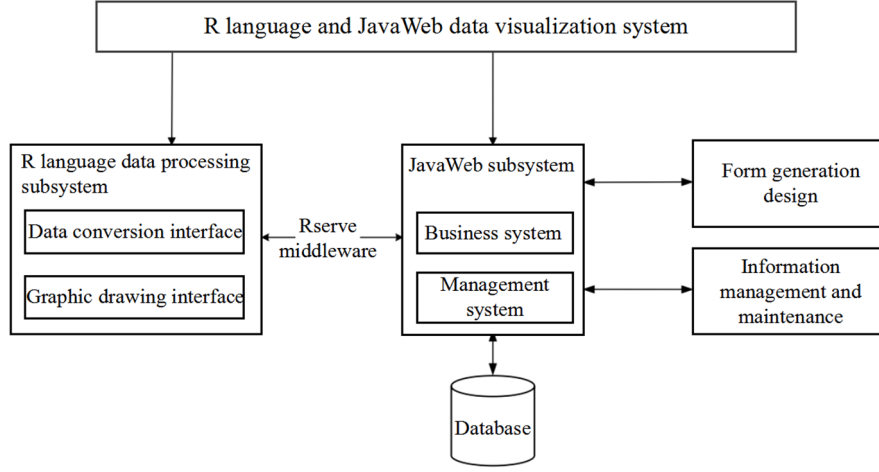 R language and JavaWeb data visualization system
R language data processing
subsystem
Data conversion interface
Graphic drawing interface
Rserve
middleware
JavaWeb subsystem
Business system
Management
system
Form generation
design
Information
management and
maintenance
Database